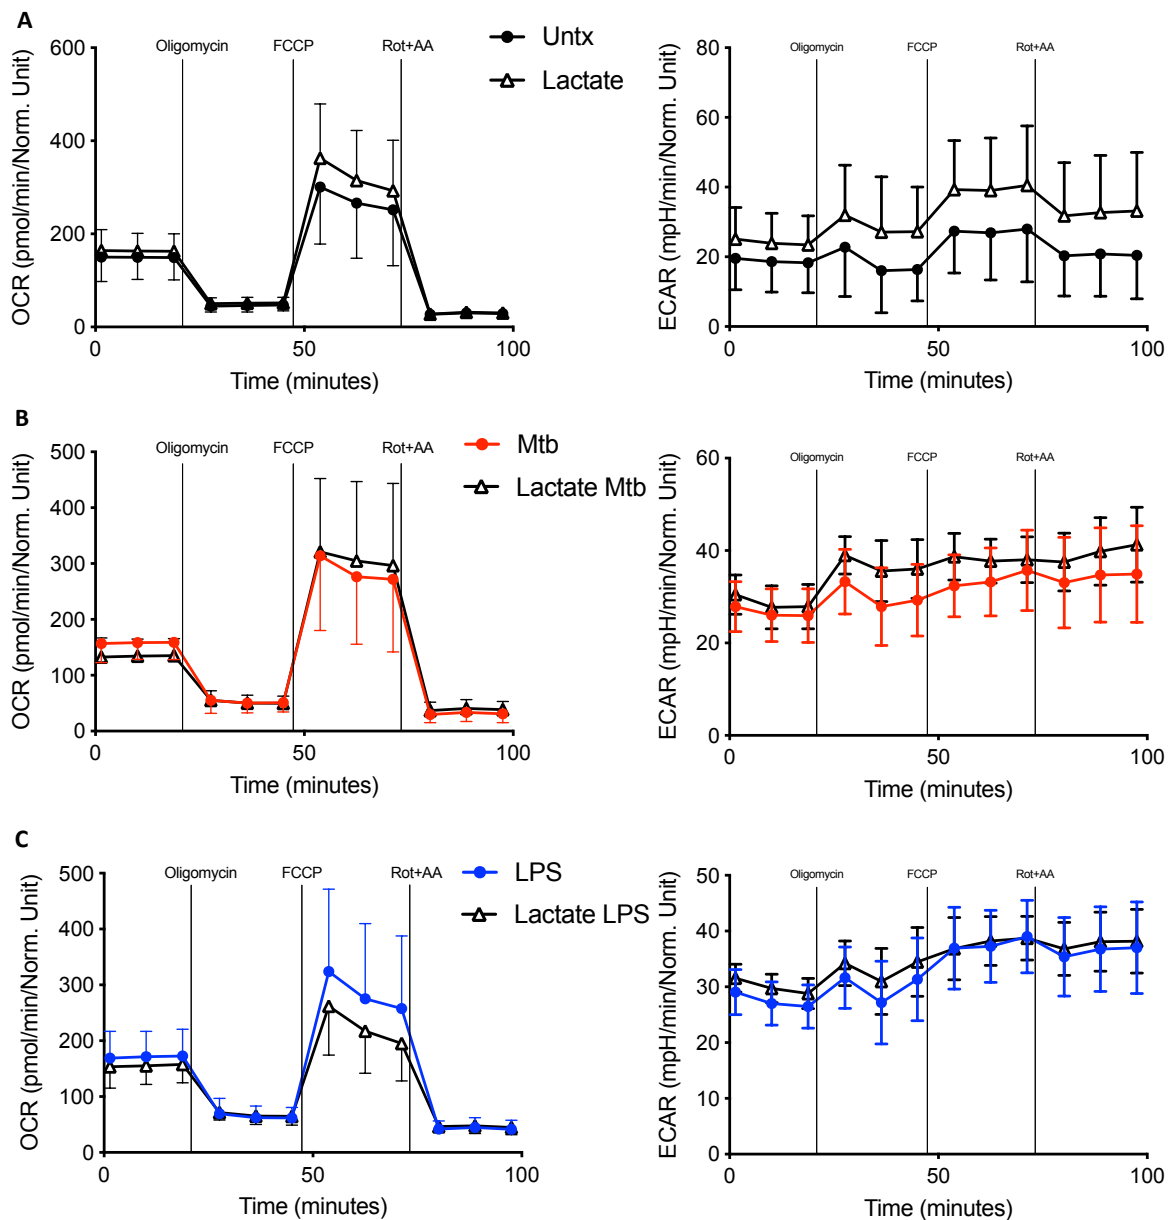 A
OCR (pmol/min/Norm. Unit)
600
400
200
0
0
50
100
Time (minutes)
Oligomycin
FCCP
Rot+AA
Untx
Lactate
ECAR (mpH/min/Norm. Unit)
80
60
40
20
0
0
50
100
Time (minutes)
Oligomycin
FCCP
Rot+AA
B
OCR (pmol/min/Norm. Unit)
500
400
300
200
100
0
0
50
100
Time (minutes)
Oligomycin
FCCP
Rot+AA
Mtb
Lactate Mtb
ECAR (mpH/min/Norm. Unit)
60
40
20
0
0
50
100
Time (minutes)
Oligomycin
FCCP
Rot+AA
C
OCR (pmol/min/Norm. Unit)
500
400
300
200
100
0
0
50
100
Time (minutes)
Oligomycin
FCCP
Rot+AA
LPS
Lactate LPS
ECAR (mpH/min/Norm. Unit)
50
40
30
20
10
0
0
50
100
Time (minutes)
Oligomycin
FCCP
Rot+AA